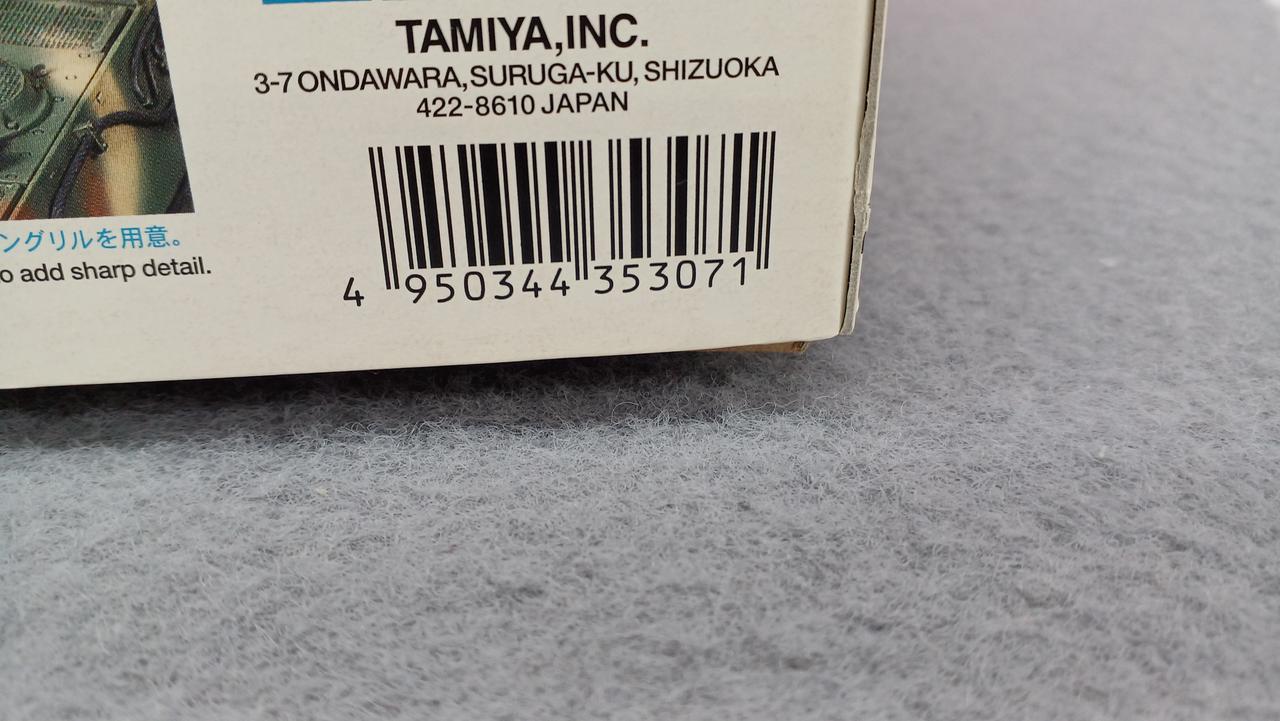 TAMIYA,INC.
3-7 ONDAWARA, SURUGA-KU, SHIZUOKA
422-8610 JAPAN
ングリルを用意。
o add sharp detail.
4 950344 353071